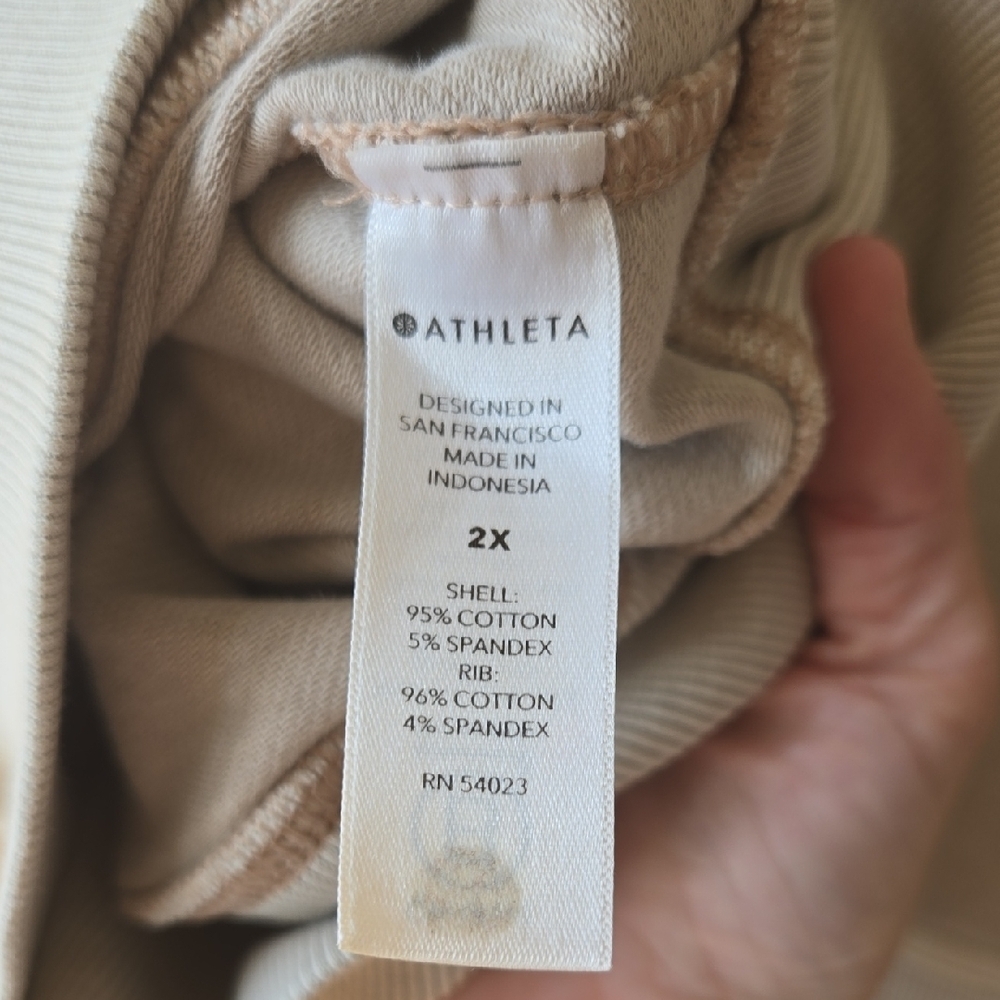 ATHLETA
DESIGNED IN
SAN FRANCISCO
MADE IN
INDONESIA
2X
SHELL:
95% COTTON
5% SPANDEX
RIB:
96% COTTON
4% SPANDEX
RN 54023